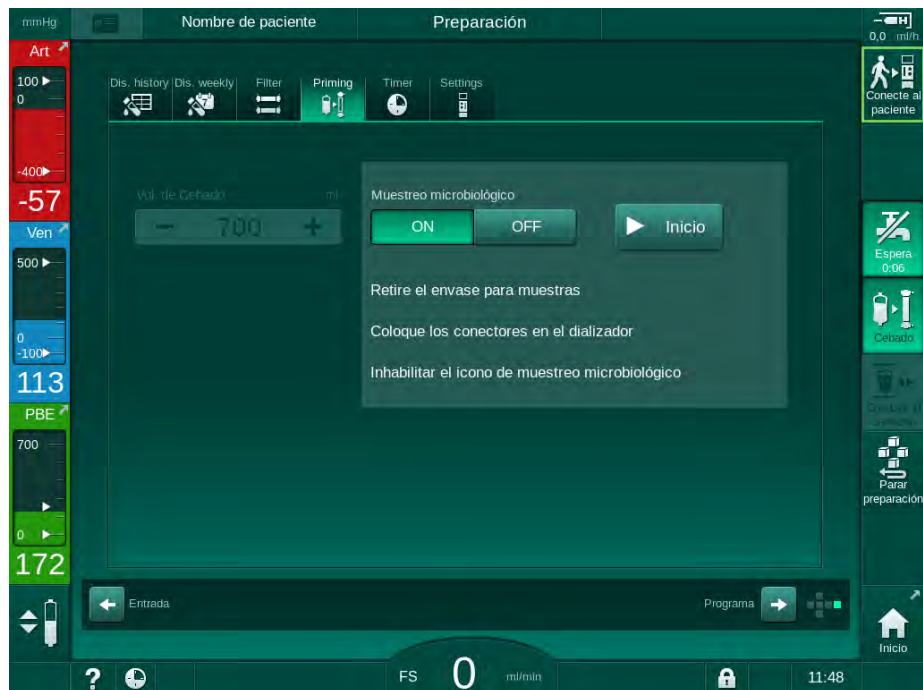 mmHg
Nombre de paciente
Preparación
0,0 ml/h
Art
100
0
-400
-57
Ven
500
0
-100
113
PBE
700
0
172
Dis. history
Dis. weekly
Filter
Priming
Timer
Settings
Vol. de Cebado ml
− 700 +
Muestreo microbiológico
ON
OFF
Inicio
Retire el envase para muestras
Coloque los conectores en el dializador
Inhabilitar el icono de muestreo microbiológico
Conecte al
paciente
Espera
0:06
Cebado
Parar
preparación
Entrada
Programa
Inicio
?
FS 0 ml/min
11:48